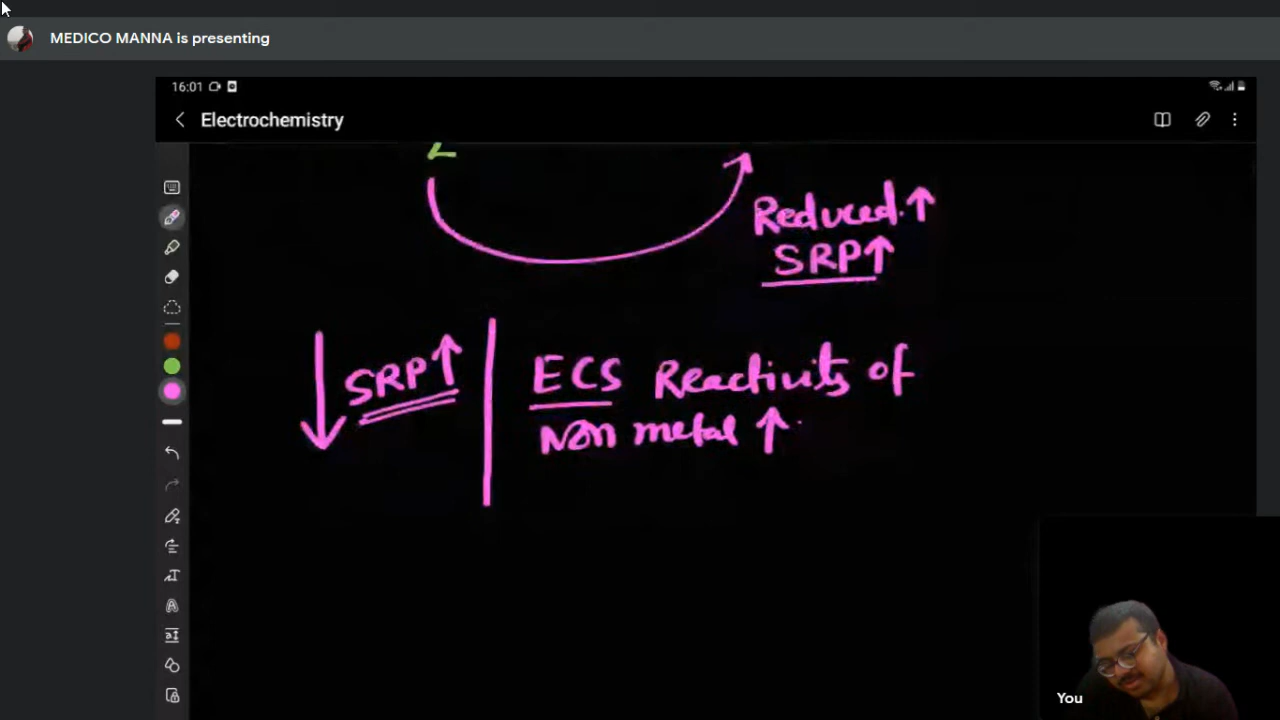 MEDICO MANNA is presenting
16:01
Electrochemistry
Reduced. ↑
SRP↑
↓ SRP↑
ECS Reactivity of
Non metal ↑
You